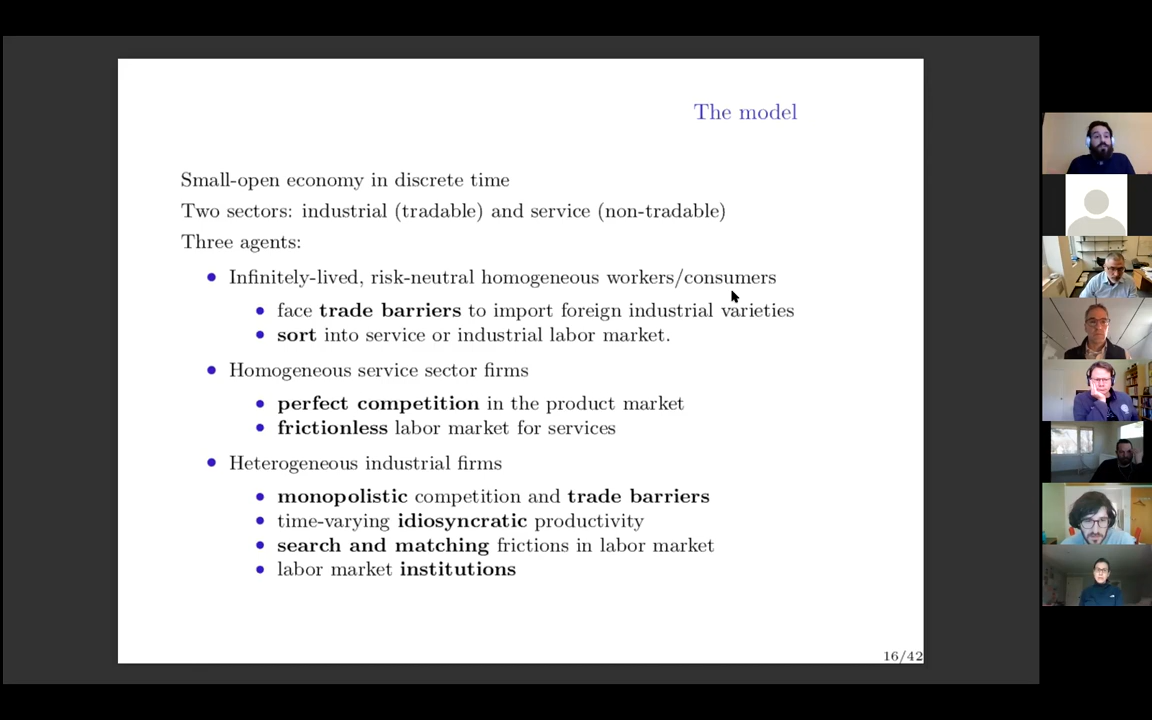 The model
Small-open economy in discrete time
Two sectors: industrial (tradable) and service (non-tradable)
Three agents:
• Infinitely-lived, risk-neutral homogeneous workers/consumers
• face trade barriers to import foreign industrial varieties
• sort into service or industrial labor market.
• Homogeneous service sector firms
• perfect competition in the product market
• frictionless labor market for services
• Heterogeneous industrial firms
• monopolistic competition and trade barriers
• time-varying idiosyncratic productivity
• search and matching frictions in labor market
• labor market institutions
16/42